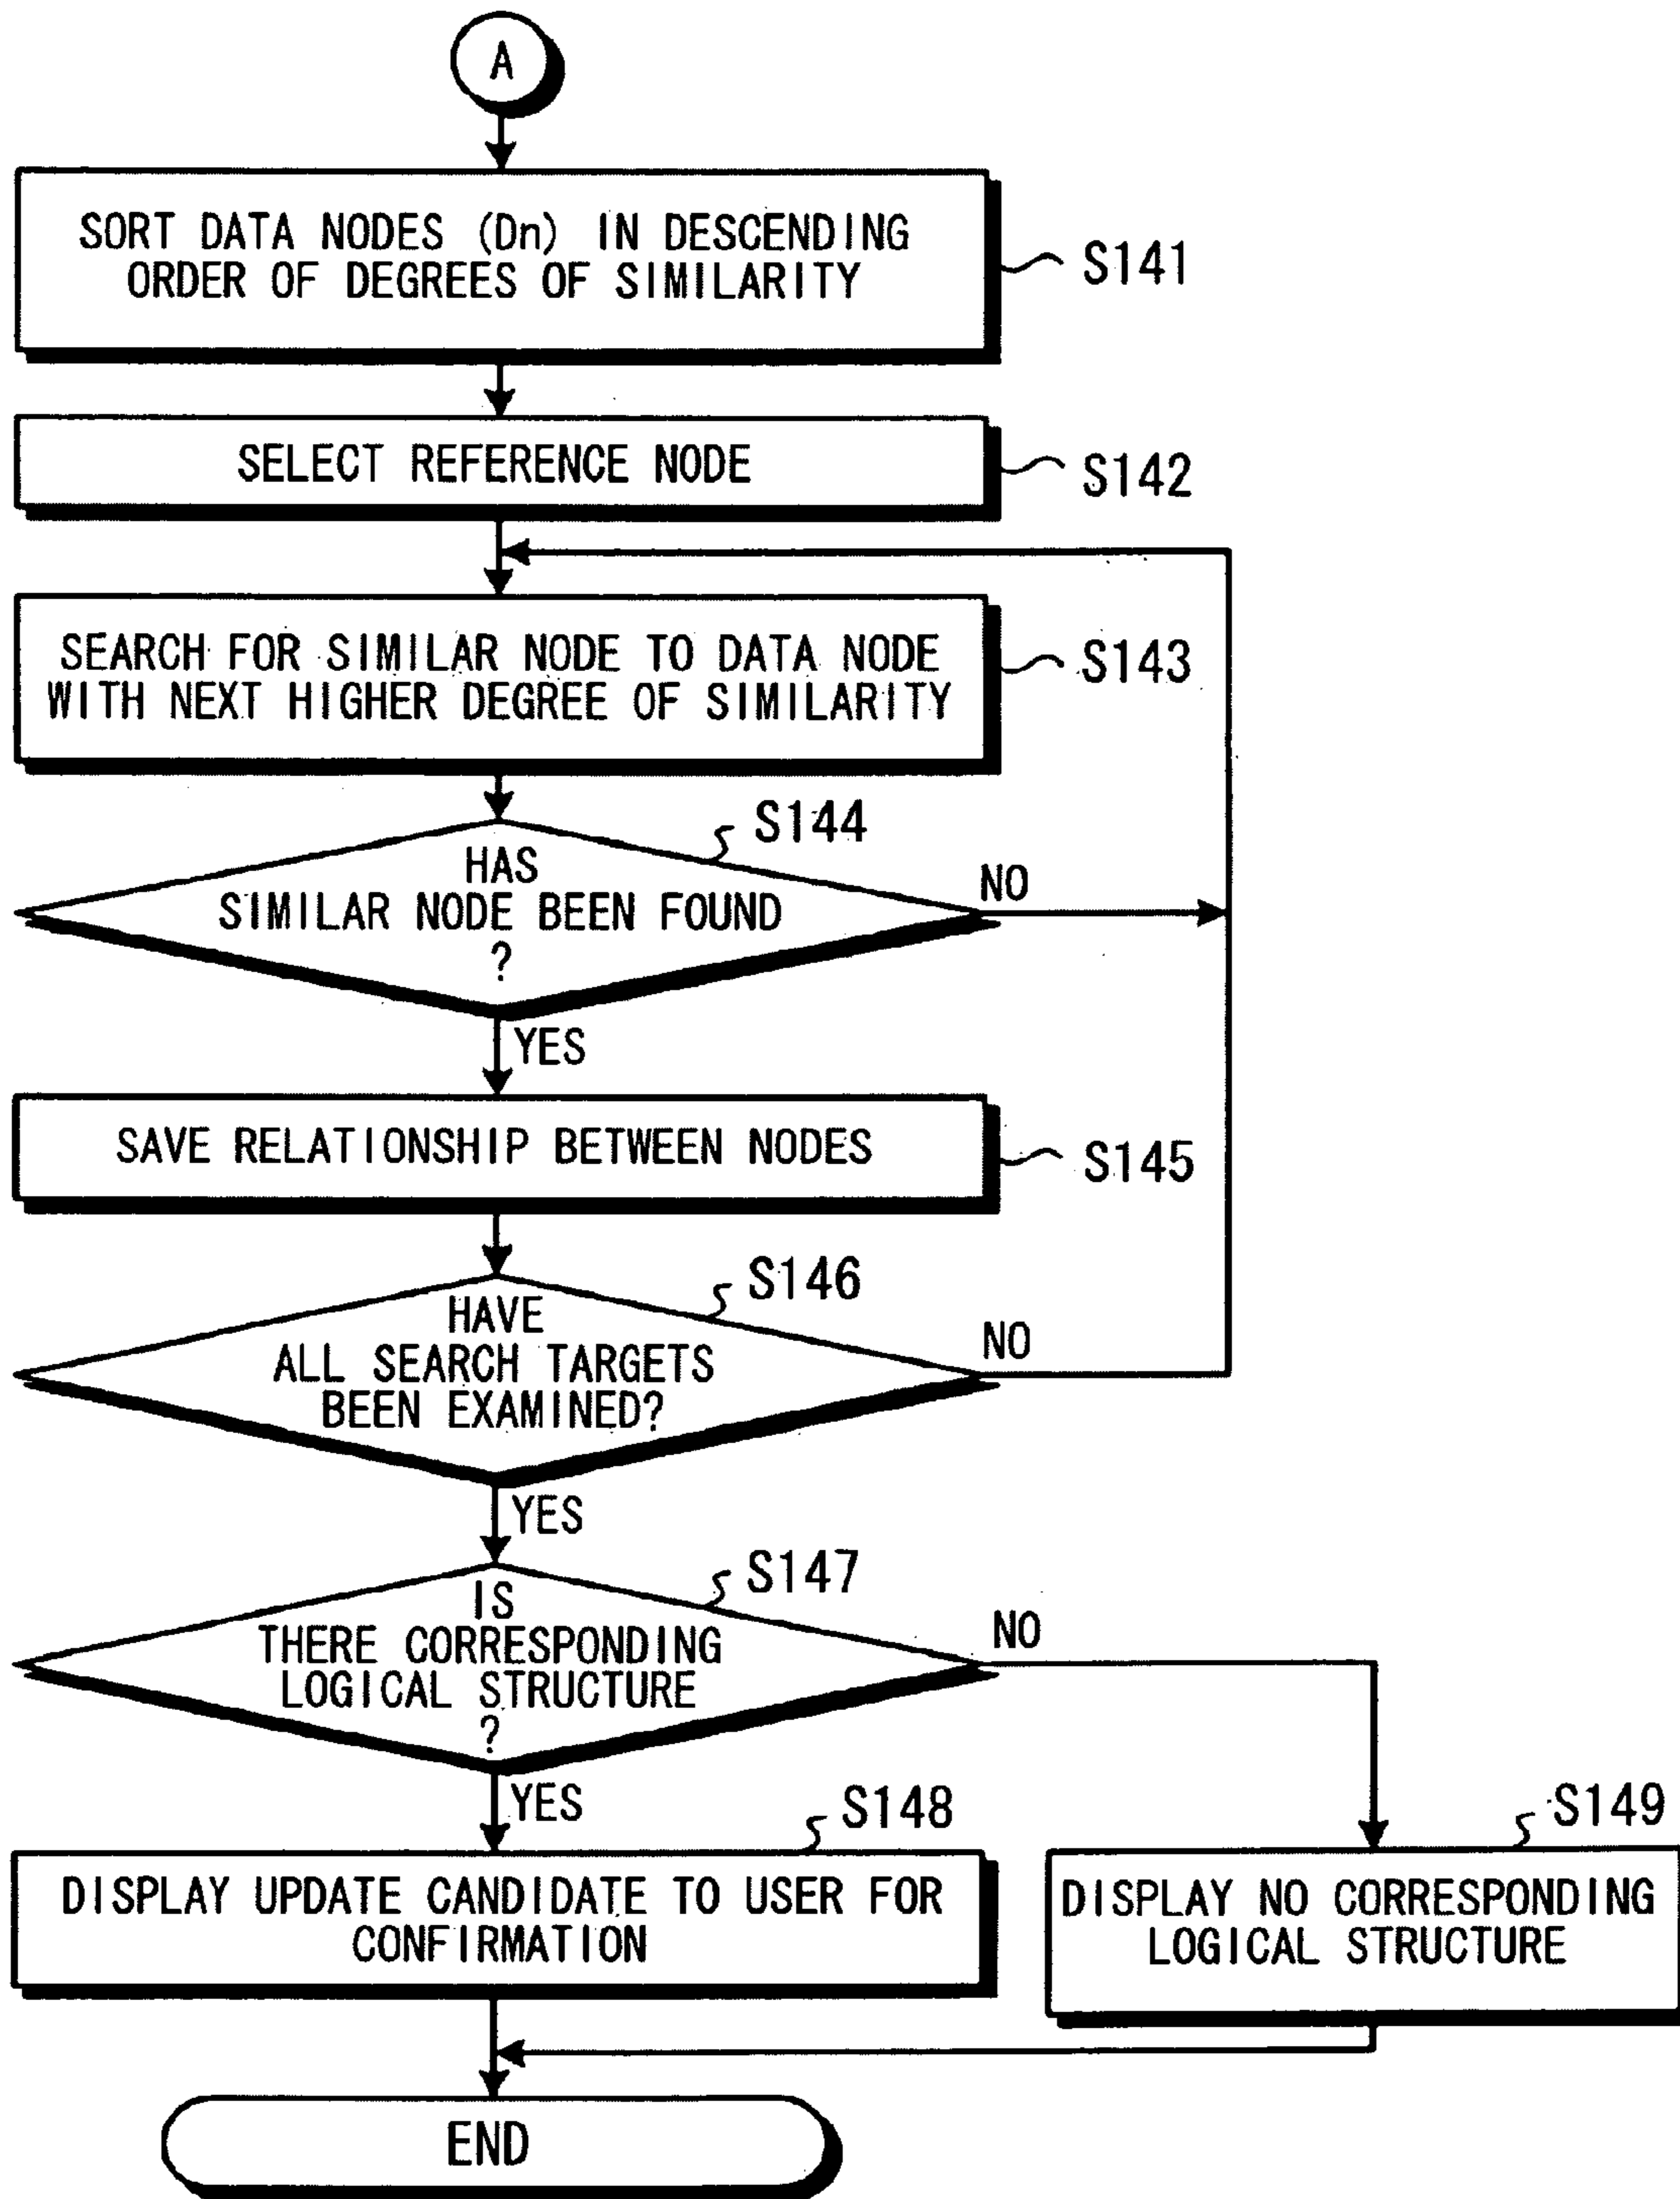 A
SORT DATA NODES (Dn) IN DESCENDING
ORDER OF DEGREES OF SIMILARITY
S141
SELECT REFERENCE NODE
S142
SEARCH FOR SIMILAR NODE TO DATA NODE
WITH NEXT HIGHER DEGREE OF SIMILARITY
S143
S144
HAS
SIMILAR NODE BEEN FOUND
?
NO
YES
SAVE RELATIONSHIP BETWEEN NODES
S145
S146
HAVE
ALL SEARCH TARGETS
BEEN EXAMINED?
NO
YES
S147
IS
THERE CORRESPONDING
LOGICAL STRUCTURE
?
NO
YES
S148
DISPLAY UPDATE CANDIDATE TO USER FOR
CONFIRMATION
S149
DISPLAY NO CORRESPONDING
LOGICAL STRUCTURE
END